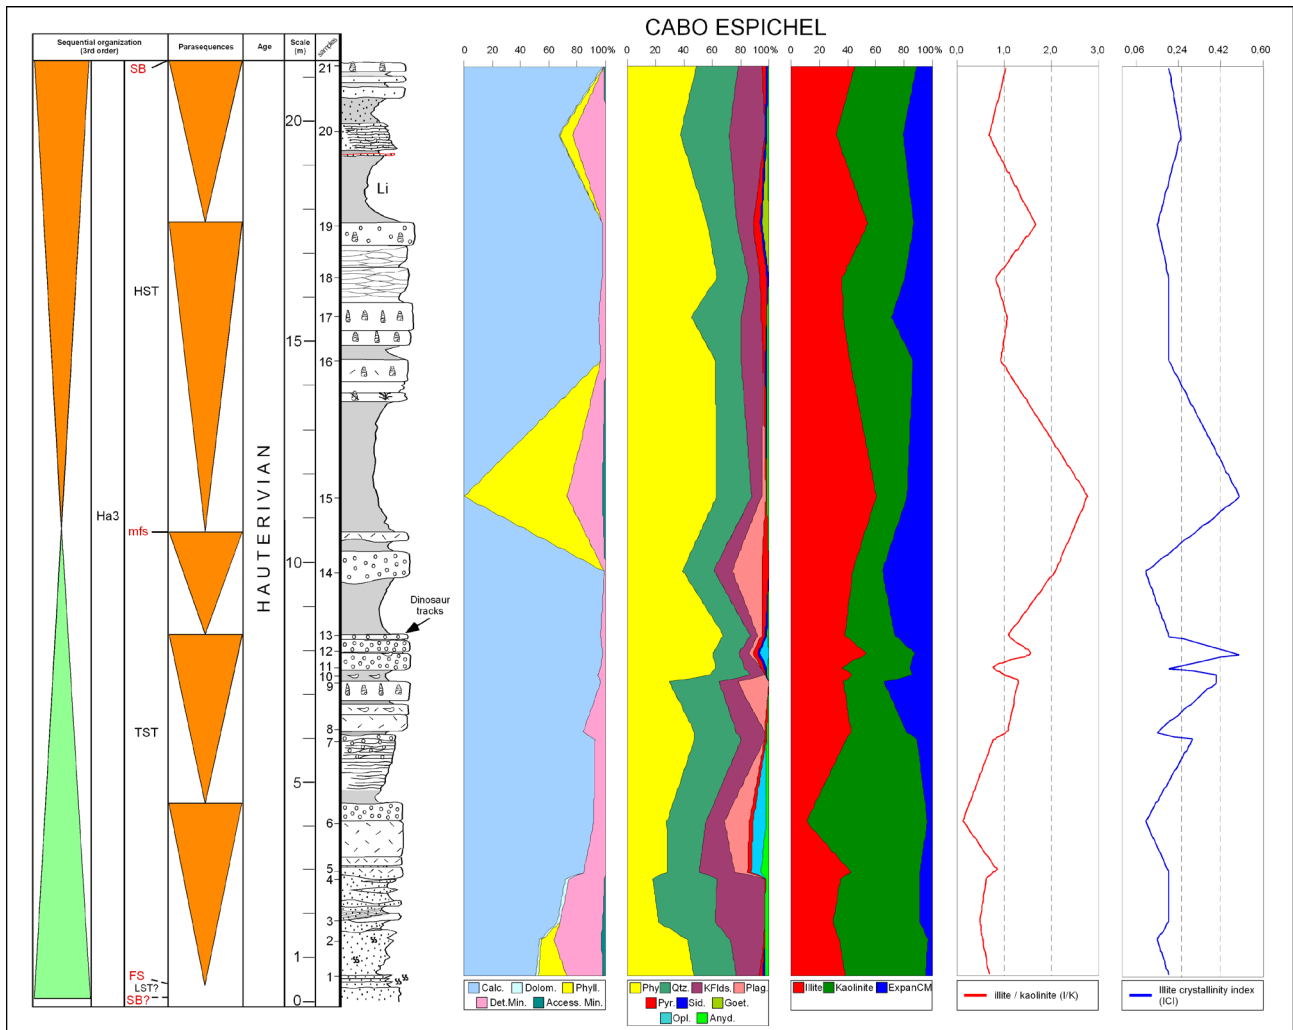 CABO ESPICHEL
Sequential organization
(3rd order)
Parasequences
Age
Scale
(m)
samples
0 20 40 60 80 100%
0 20 40 60 80 100%
0 20 40 60 80 100%
0,0 1,0 2,0 3,0
0.06 0.24 0.42 0.60
SB
21
20
20
Li
19
HST
18
17
15
16
15
Ha3
HAUTERIVIAN
mfs
10
14
Dinosaur
tracks
13
12
11
10
9
TST
8
7
5
6
5
4
3
2
1
FS
1
LST?
SB?
0
Calc. Dolom. Phyll.
Det.Min. Access. Min.
Phyl Qtz. KFlds. Plag.
Pyr. Sid. Goet.
Opl. Anyd.
Illite Kaolinite ExpanCM
illite / kaolinite (I/K)
Illite crystallinity index
(ICI)